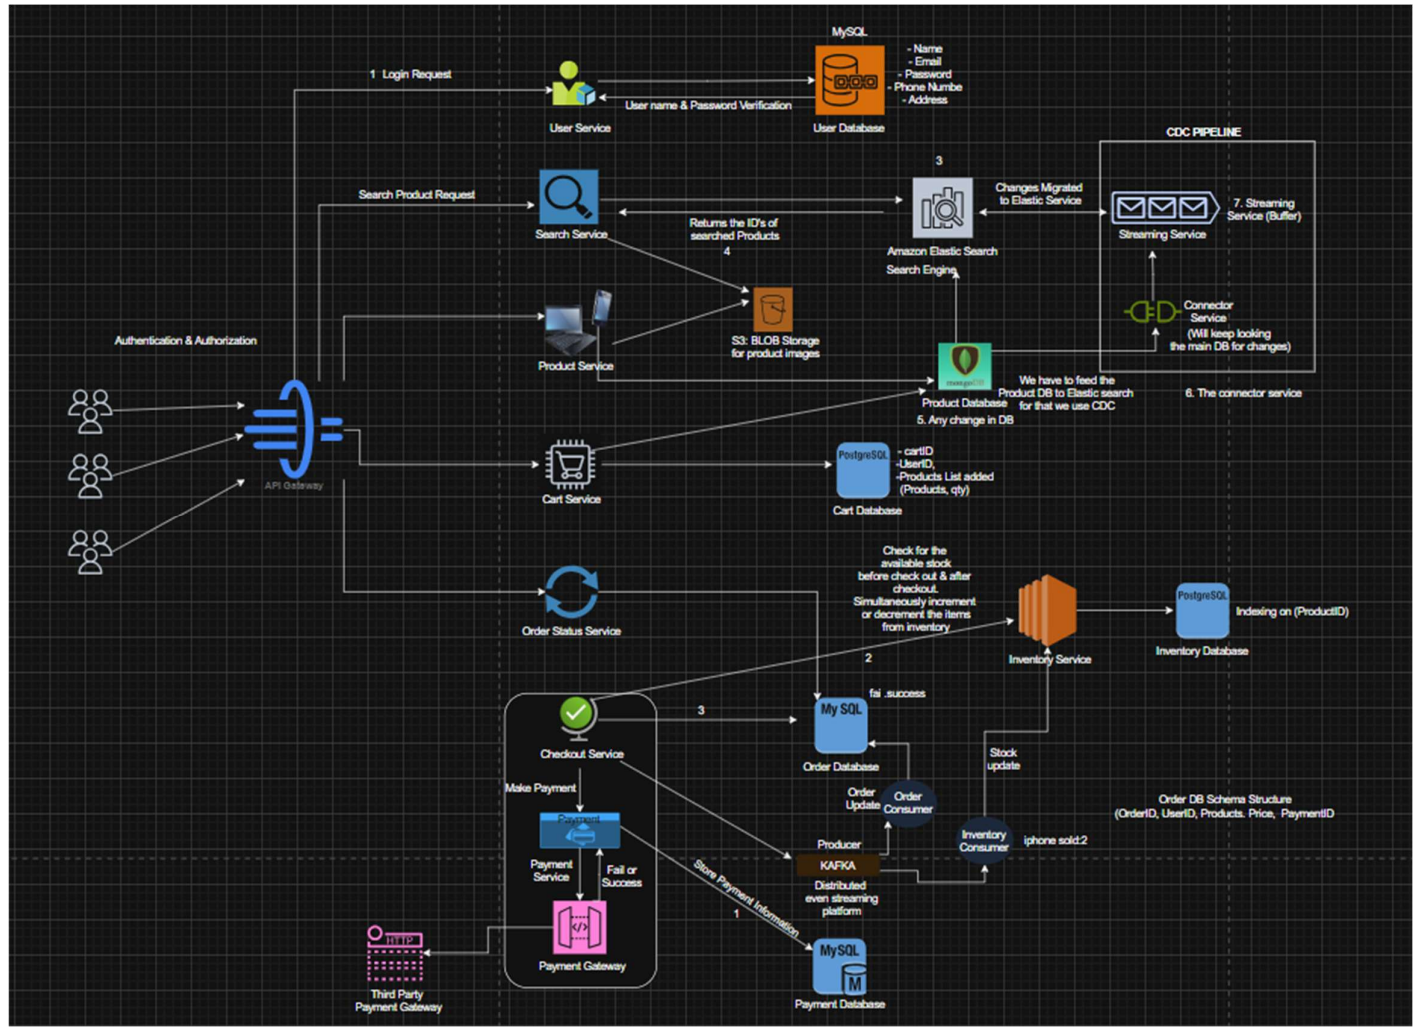 MySQL
- Name
- Email
- Password
- Phone Numbe
- Address
1 Login Request
User name & Password Verification
User Service
User Database
CDC PIPELINE
3
Search Product Request
Changes Migrated
to Elastic Service
7. Streaming
Service (Buffer)
Returns the ID's of
searched Products
4
Search Service
Streaming Service
Amazon Elastic Search
Search Engine
Connector
Service
(Will keep looking
the main DB for changes)
Authentication & Authorization
S3: BLOB Storage
for product images
Product Service
mongoDB
We have to feed the
Product DB to Elastic search
for that we use CDC
Product Database
5. Any change in DB
6. The connector service
PostgreSQL
- cartID
-UserID,
-Products List added
(Products, qty)
API Gateway
Cart Service
Cart Database
Check for the
available stock
before check out & after
checkout.
Simultaneously increment
or decrement the items
from inventory
PostgreSQL
Indexing on (ProductID)
Order Status Service
2
Inventory Service
Inventory Database
fai .success
3
My SQL
Checkout Service
Order Database
Stock
update
Make Payment
Order
Update
Order
Consumer
Order DB Schema Structure
(OrderID, UserID, Products. Price, PaymentID
Payment
Inventory
Consumer
iphone sold:2
Producer
KAFKA
Distributed
even streaming
platform
Payment
Service
Fail or
Success
Store Payment Information
1
HTTP
MySQL
M
</>
Payment Gateway
Third Party
Payment Gateway
Payment Database